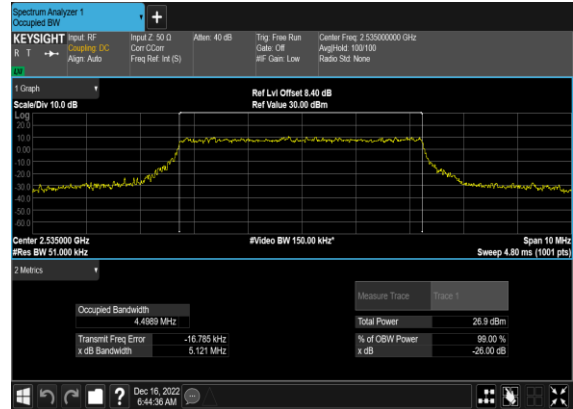 Spectrum Analyzer 1
Occupied BW
KEYSIGHT
R T
Input: RF
Coupling: DC
Align: Auto
Input Z: 50 Ω
Corr CCorr
Freq Ref: Int (S)
Atten: 40 dB
Trig: Free Run
Gate: Off
#IF Gain: Low
Center Freq: 2.535000000 GHz
Avg|Hold: 100/100
Radio Std: None
1 Graph
Scale/Div 10.0 dB
Ref Lvl Offset 8.40 dB
Ref Value 30.00 dBm
Log
20.0
10.0
0.00
-10.0
-20.0
-30.0
-40.0
-50.0
-60.0
Center 2.535000 GHz
#Res BW 51.000 kHz
#Video BW 150.00 kHz*
Span 10 MHz
Sweep 4.80 ms (1001 pts)
2 Metrics
Measure Trace Trace 1
Occupied Bandwidth
4.4989 MHz
Total Power 26.9 dBm
Transmit Freq Error -16.785 kHz
% of OBW Power 99.00 %
x dB Bandwidth 5.121 MHz
x dB -26.00 dB
?
Dec 16, 2022
6:44:36 AM